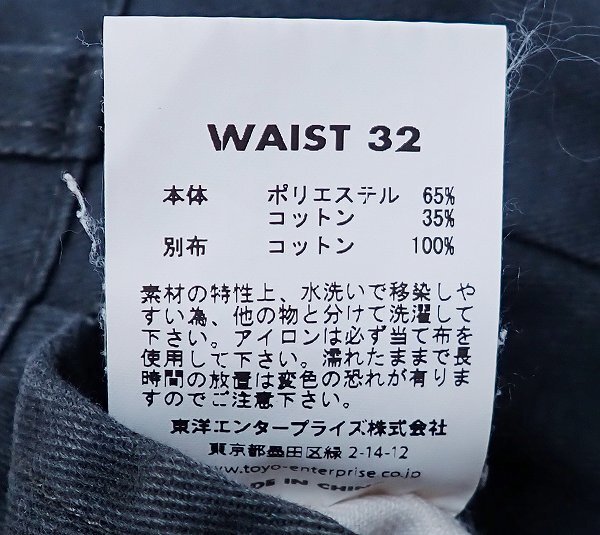 WAIST 32
本体 ポリエステル 65%
コットン 35%
別布 コットン 100%
素材の特性上、水洗いで移染しや
すい為、他の物と分けて洗濯して
下さい。アイロンは必ず当て布を
使用して下さい。濡れたままで長
時間の放置は変色の恐れが有りま
すのでご注意下さい。
東洋エンタープライズ株式会社
東京都墨田区緑 2-14-12
www.toyo-enterprise.co.jp
MADE IN CHINA